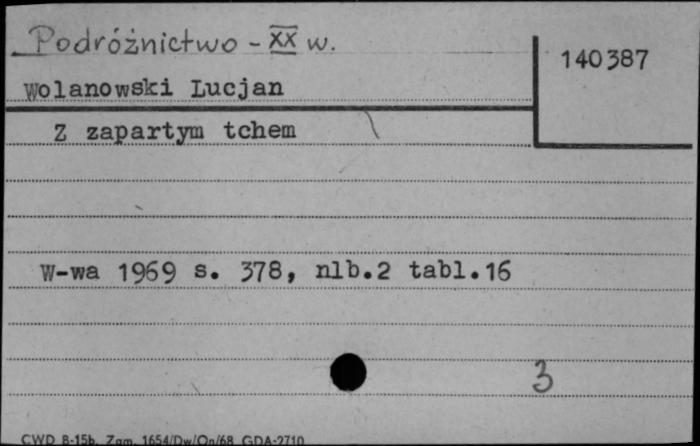 Podróżnictwo - XX w.
140387
Wolanowski Lucjan
Z zapartym tchem
W-wa 1969 s. 378, nlb.2 tabl.16
3
CWD B-15b. Zam. 1654/Dw/On/68 GDA-2710